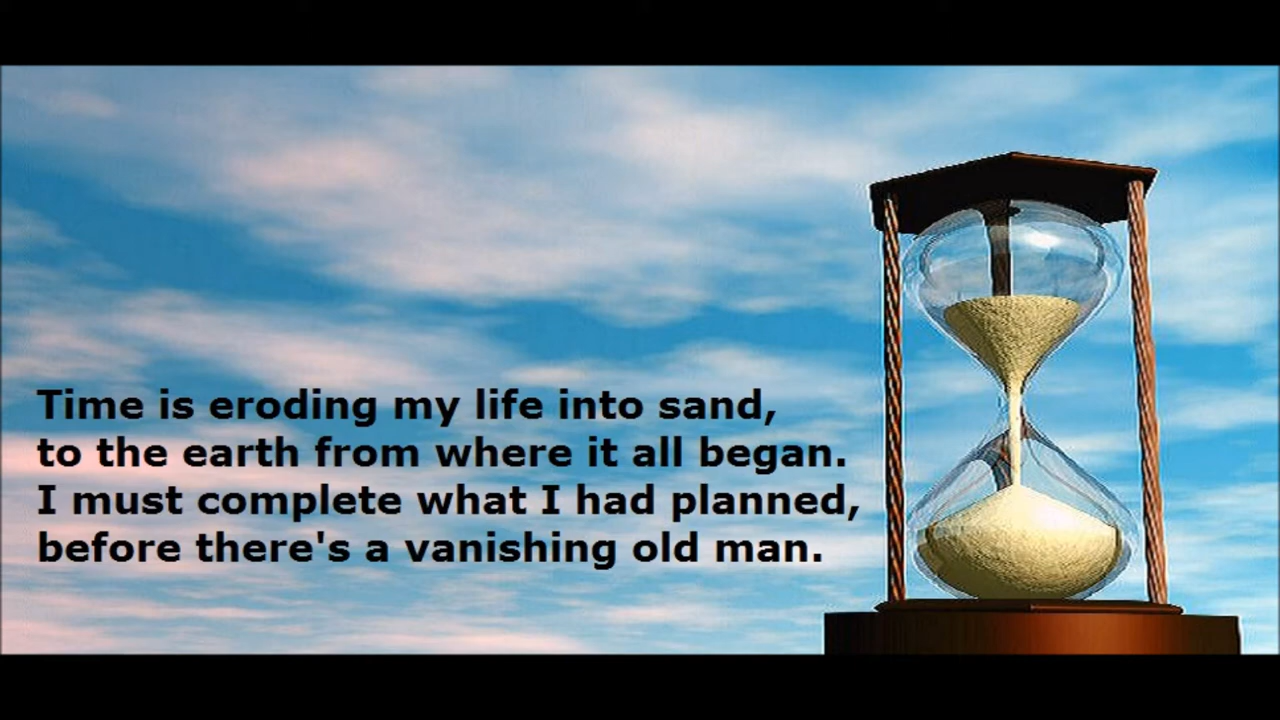 Time is eroding my life into sand,
to the earth from where it all began.
I must complete what I had planned,
before there's a vanishing old man.